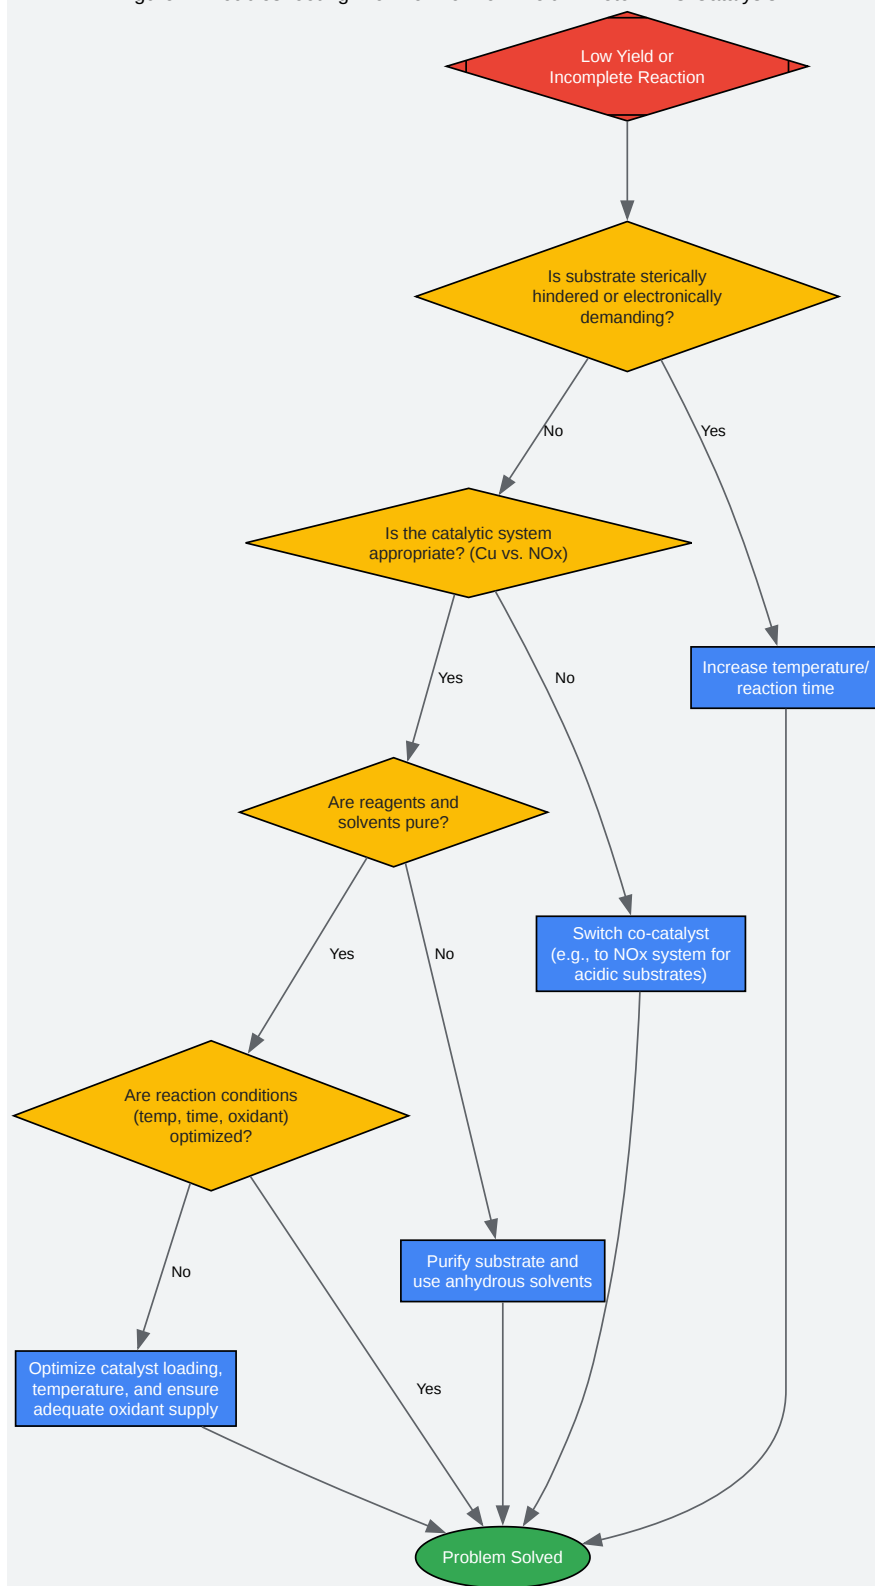 Low Yield or
Incomplete Reaction
Is substrate sterically
hindered or electronically
demanding?
No
Yes
Is the catalytic system
appropriate? (Cu vs. NOx)
Increase temperature/
reaction time
Yes
No
Are reagents and
solvents pure?
Switch co-catalyst
(e.g., to NOx system for
acidic substrates)
Yes
No
Are reaction conditions
(temp, time, oxidant)
optimized?
Purify substrate and
use anhydrous solvents
No
Optimize catalyst loading,
temperature, and ensure
adequate oxidant supply
Yes
Problem Solved